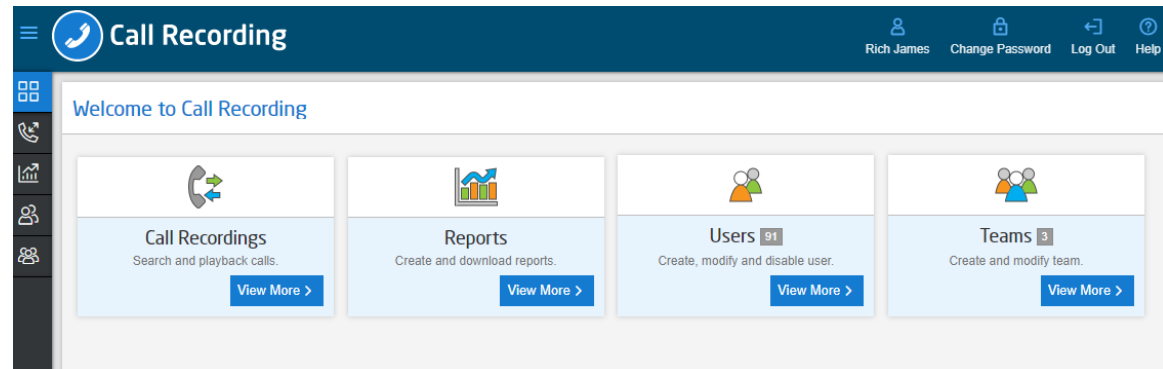 Call Recording
Rich James
Change Password
Log Out
Help
Welcome to Call Recording
Call Recordings
Search and playback calls.
View More >
Reports
Create and download reports.
View More >
Users 91
Create, modify and disable user.
View More >
Teams 3
Create and modify team.
View More >